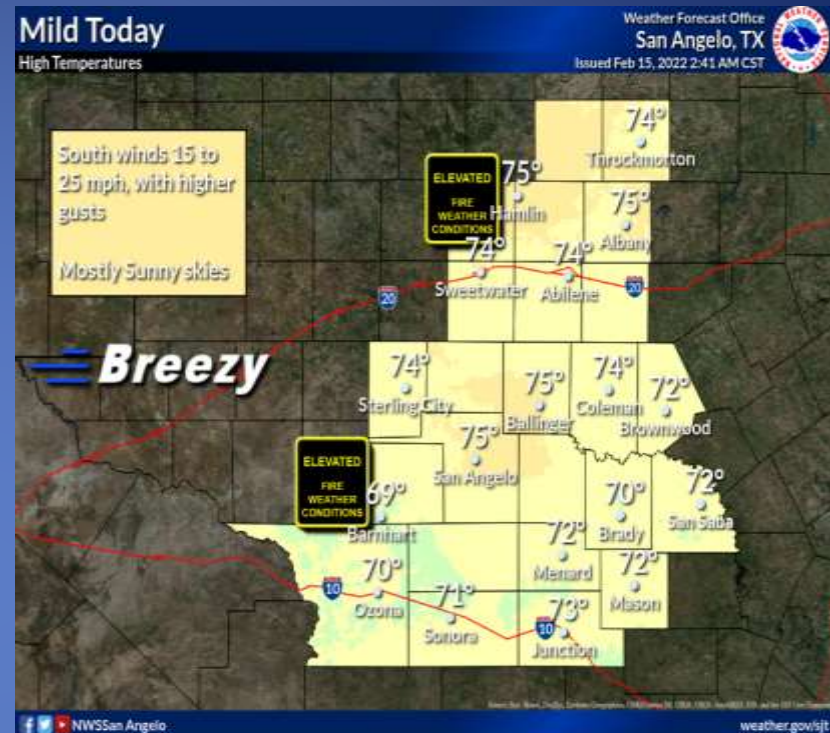 Mild Today
High Temperatures
Weather Forecast Office
San Angelo, TX
Issued Feb 15, 2022 2:41 AM CST
South winds 15 to
25 mph, with higher
gusts
Mostly Sunny skies
Breezy
ELEVATED
FIRE
WEATHER
CONDITIONS
74°
Throckmorton
75°
Hamlin
75°
Albany
74°
Sweetwater
74°
Abilene
20
20
74°
Sterling City
75°
Ballinger
74°
Coleman
72°
Brownwood
75°
San Angelo
ELEVATED
FIRE
WEATHER
CONDITIONS
69°
Barnhart
70°
Brady
72°
San Saba
72°
Menard
72°
Mason
10
70°
Ozona
71°
Sonora
10
73°
Junction
NWSSan Angelo
weather.gov/sjt